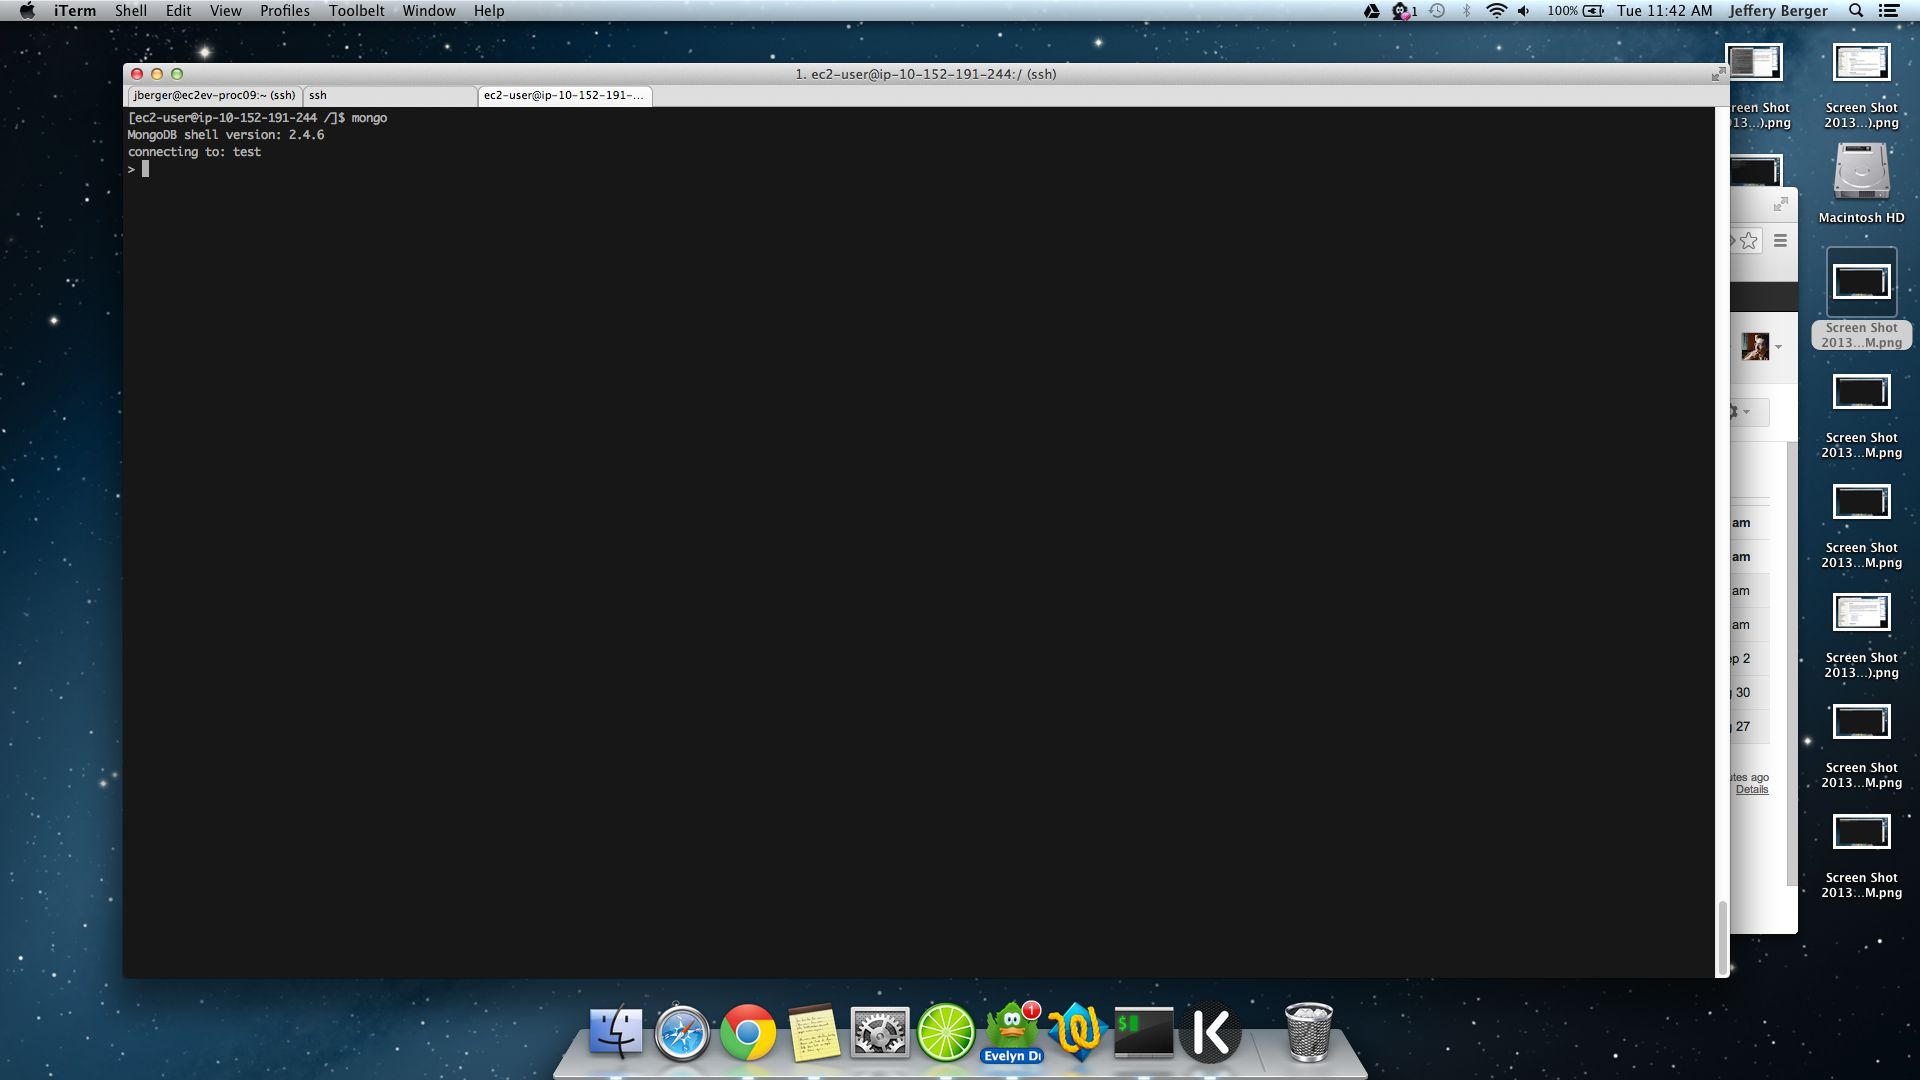 iTerm Shell Edit View Profiles Toolbelt Window Help
1 100% Tue 11:42 AM Jeffery Berger
1. ec2-user@ip-10-152-191-244:/ (ssh)
jberger@ec2ev-proc09:~ (ssh) ssh ec2-user@ip-10-152-191-...
[ec2-user@ip-10-152-191-244 /]$ mongo
MongoDB shell version: 2.4.6
connecting to: test
>
reen Shot
13...).png
Screen Shot
2013...).png
Macintosh HD
Screen Shot
2013...M.png
Screen Shot
2013...M.png
Screen Shot
2013...M.png
Screen Shot
2013...).png
Screen Shot
2013...M.png
Screen Shot
2013...M.png
am
am
am
am
ep 2
30
27
utes ago
Details
1
Evelyn D
$
K